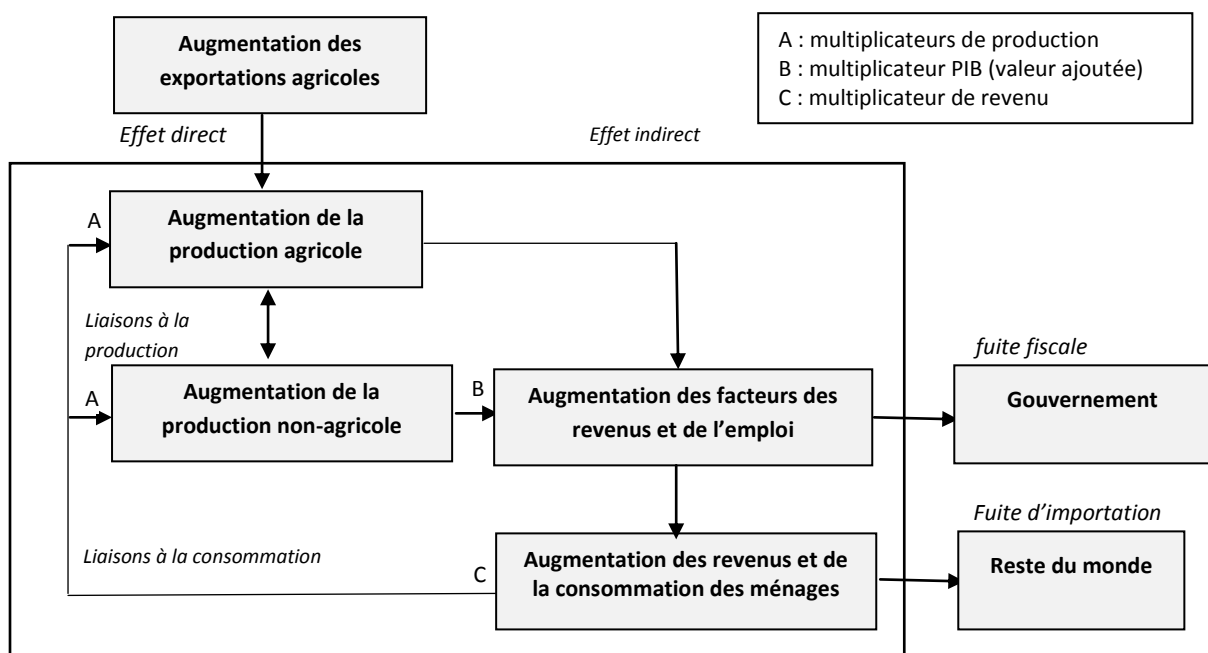 Augmentation des
exportations agricoles
A : multiplicateurs de production
B : multiplicateur PIB (valeur ajoutée)
C : multiplicateur de revenu
Effet direct
Effet indirect
A
Augmentation de la
production agricole
Liaisons à la
production
fuite fiscale
A
Augmentation de la
production non-agricole
B
Augmentation des facteurs des
revenus et de l’emploi
Gouvernement
Fuite d’importation
Liaisons à la consommation
C
Augmentation des revenus et de
la consommation des ménages
Reste du monde